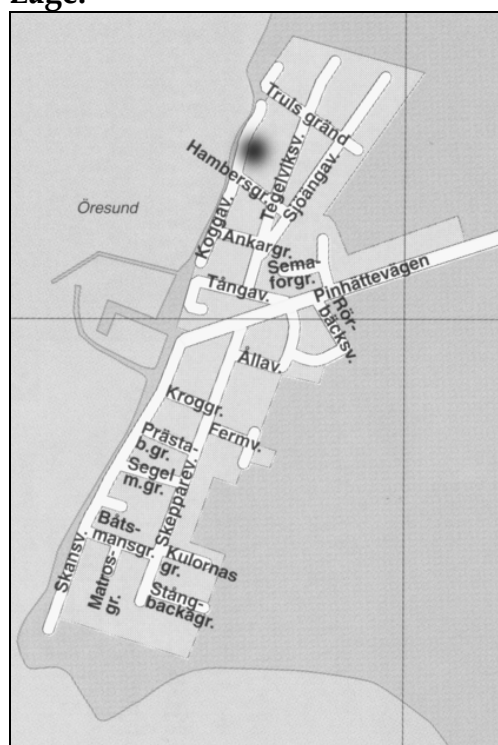 Läge:
Truls gränd
Hambersgr.
Tegelviksv.
Sjöängav.
Öresund
Koggav.
Ankargr.
Sema-
forgr.
Pinhättevägen
Tångav.
Rör-
bäcksv.
Ållav.
Kroggr.
Fermv.
Prästa-
b.gr.
Segel
m.gr.
Skepparev.
Båts-
mansgr.
Kulornas
gr.
Skansv.
Matros-
gr.
Stång-
backagr.